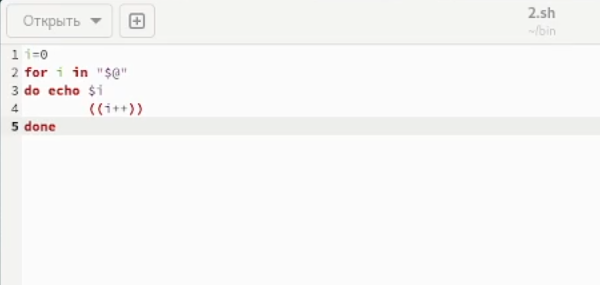 Открыть
2.sh
~/bin
1 i=0
2 for i in "$@"
3 do echo $i
4 ((i++))
5 done